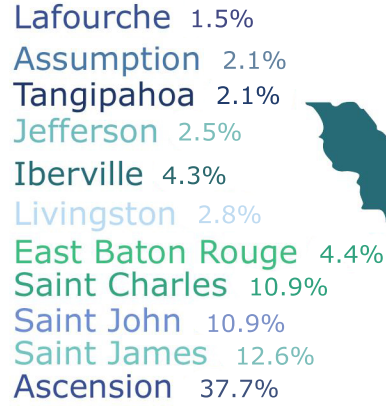 Lafourche 1.5%
Assumption 2.1%
Tangipahoa 2.1%
Jefferson 2.5%
Iberville 4.3%
Livingston 2.8%
East Baton Rouge 4.4%
Saint Charles 10.9%
Saint John 10.9%
Saint James 12.6%
Ascension 37.7%